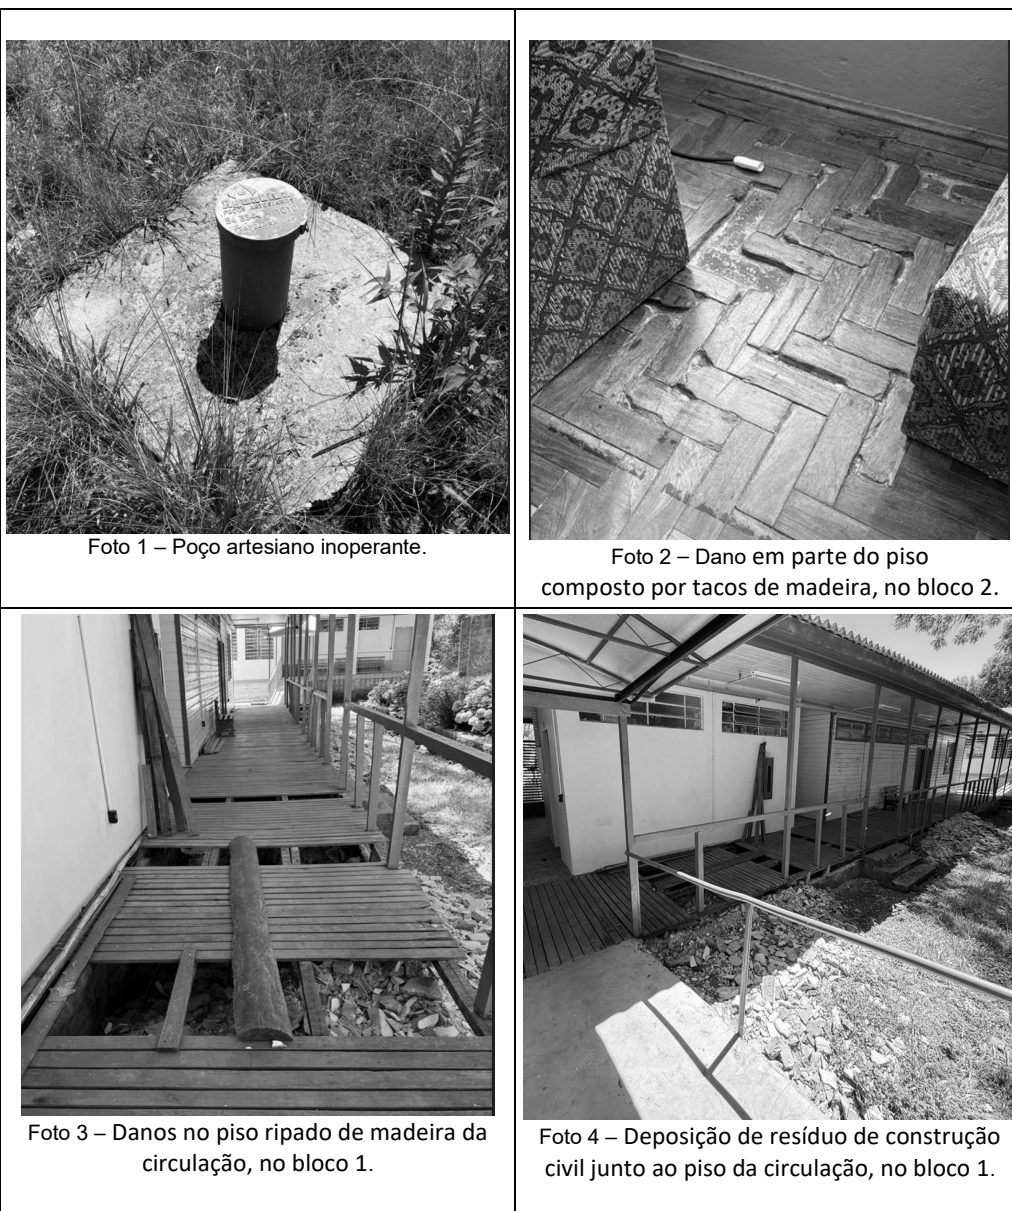 POÇOS ARTESIANOS
Foto 1 – Poço artesiano inoperante.
Foto 2 – Dano em parte do piso
composto por tacos de madeira, no bloco 2.
Foto 3 – Danos no piso ripado de madeira da
circulação, no bloco 1.
Foto 4 – Deposição de resíduo de construção
civil junto ao piso da circulação, no bloco 1.